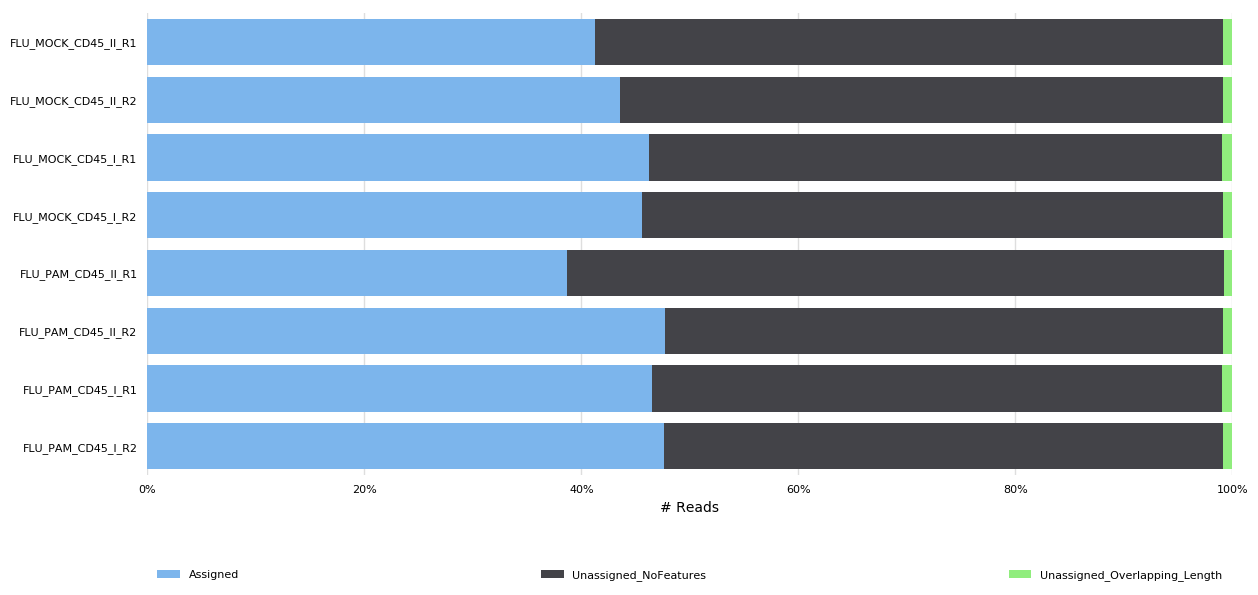 FLU_MOCK_CD45_II_R1
FLU_MOCK_CD45_II_R2
FLU_MOCK_CD45_I_R1
FLU_MOCK_CD45_I_R2
FLU_PAM_CD45_II_R1
FLU_PAM_CD45_II_R2
FLU_PAM_CD45_I_R1
FLU_PAM_CD45_I_R2
0% 20% 40% 60% 80% 100%
# Reads
Assigned Unassigned_NoFeatures Unassigned_Overlapping_Length